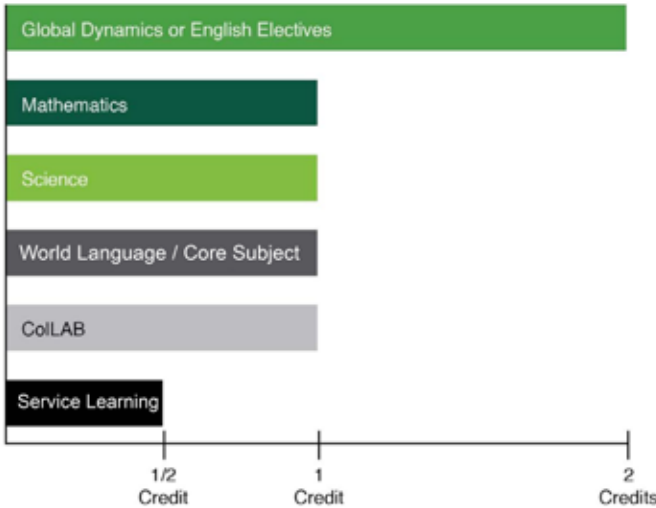 Global Dynamics or English Electives
Mathematics
Science
World Language / Core Subject
ColLAB
Service Learning
1/2 1 2
Credit Credit Credits